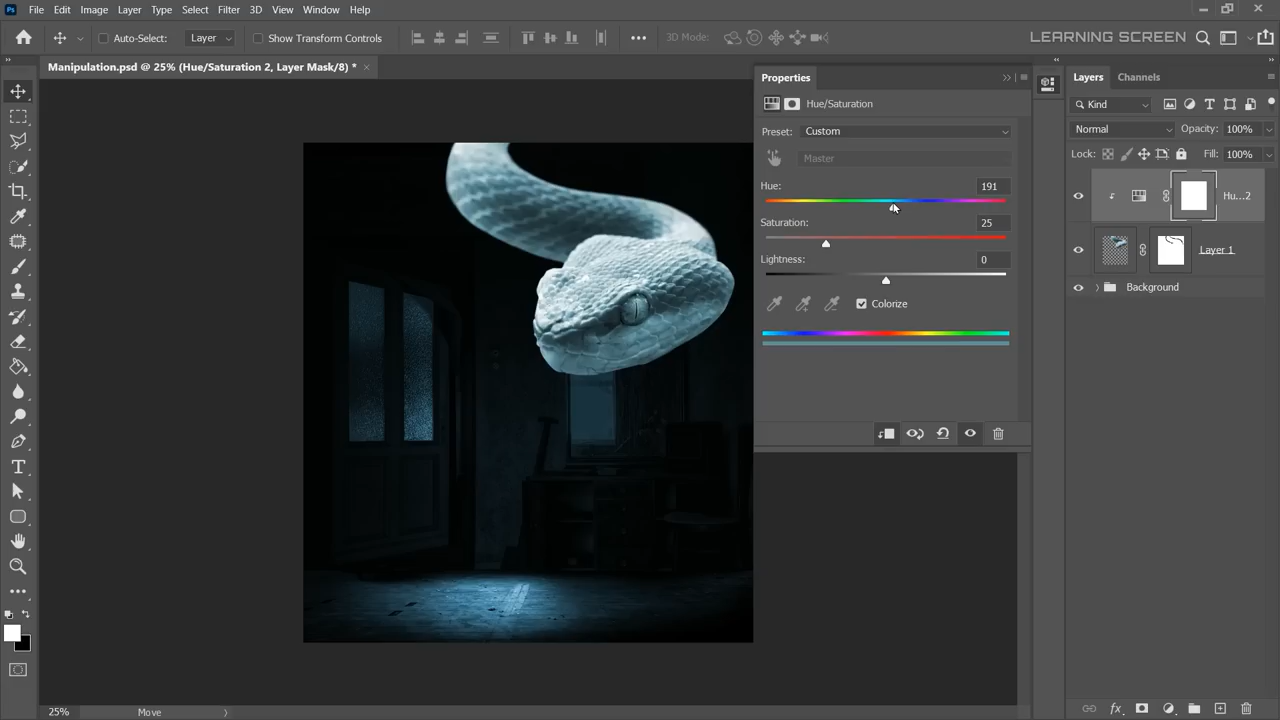 Ps File Edit Image Layer Type Select Filter 3D View Window Help
Auto-Select: Layer Show Transform Controls 3D Mode: LEARNING SCREEN
Manipulation.psd @ 25% (Hue/Saturation 2, Layer Mask/8) *
Properties
Hue/Saturation
Preset: Custom
Master
Hue: 191
Saturation: 25
Lightness: 0
Colorize
Layers Channels
Kind
Normal Opacity: 100%
Lock: Fill: 100%
Hu...2
Layer 1
Background
25% Move